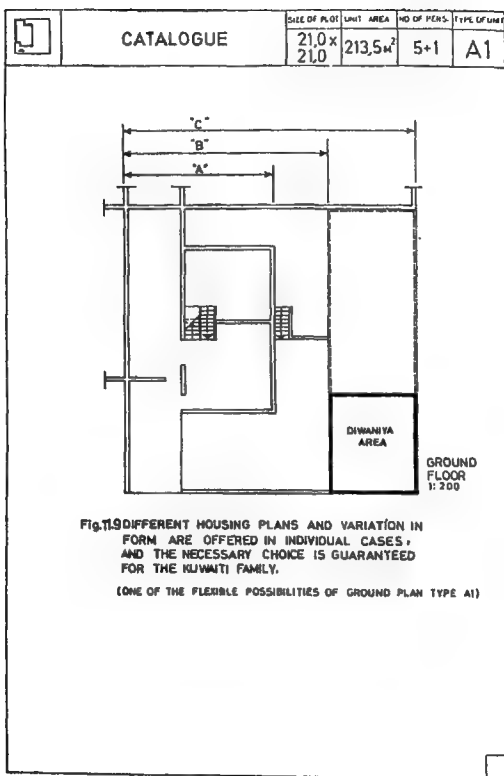 CATALOGUE
SIZE OF PLOT
21,0 x
21,0
UNIT AREA
213,5 M²
NO OF PERS.
5+1
TYPE OF UNIT
A1
"C"
"B"
"A"
DIWANIYA
AREA
GROUND
FLOOR
1:200
Fig.11.9 DIFFERENT HOUSING PLANS AND VARIATION IN
FORM ARE OFFERED IN INDIVIDUAL CASES,
AND THE NECESSARY CHOICE IS GUARANTEED
FOR THE KUWAITI FAMILY.
(ONE OF THE FLEXIBLE POSSIBILITIES OF GROUND PLAN TYPE A1)